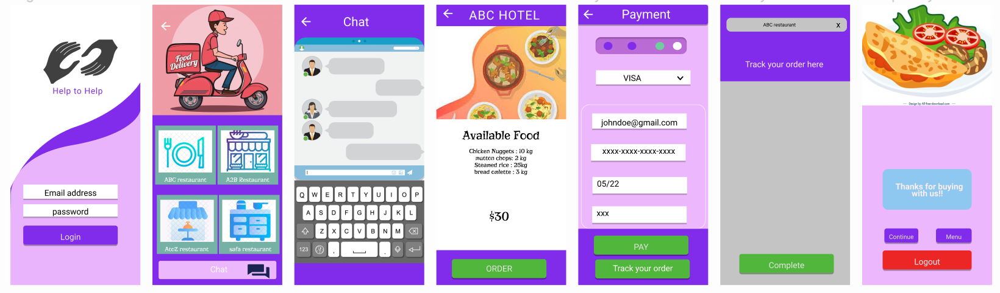 Help to Help
Email address
password
Login
Food
Delivery
ABC restaurant
A2B Restaurant
AtoZ restaurant
safa restaurant
Chat
Chat
Q W E R T Y U I O P
A S D F G H J K L
Z X C V B N M
123 , .
ABC HOTEL
Available Food
Chicken Nuggets : 10 kg
mutton chops: 2 kg
Steamed rice : 25kg
bread omlette : 3 kg
$30
ORDER
Payment
VISA
johndoe@gmail.com
xxxx-xxxx-xxxx-xxxx
05/22
xxx
PAY
Track your order
ABC restaurant X
Track your order here
Complete
Design by All-free-download.com
Thanks for buying
with us!!
Continue
Menu
Logout